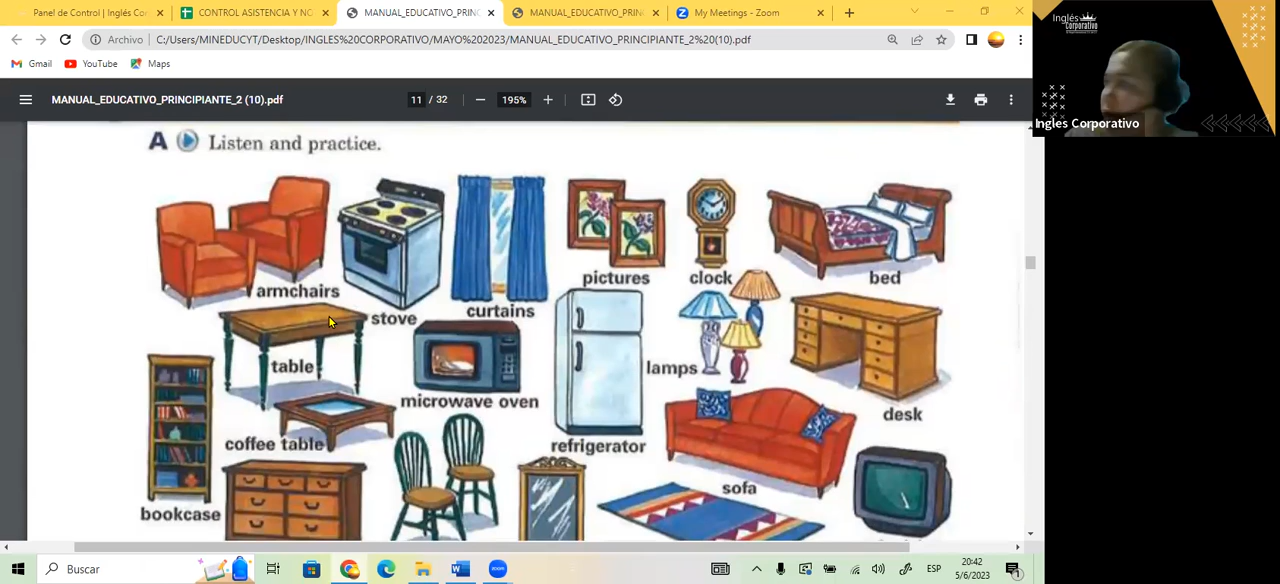 Panel de Control | Inglés Cor
CONTROL ASISTENCIA Y NO
MANUAL_EDUCATIVO_PRINC
MANUAL_EDUCATIVO_PRIN
My Meetings - Zoom
Archivo
C:/Users/MINEDUCYT/Desktop/INGLES%20CORPORATIVO/MAYO%202023/MANUAL_EDUCATIVO_PRINCIPIANTE_2%20(10).pdf
Gmail
YouTube
Maps
MANUAL_EDUCATIVO_PRINCIPIANTE_2 (10).pdf
11 / 32
195%
Inglés
Corporativo
Ingles Corporativo
A Listen and practice.
armchairs
stove
curtains
pictures
clock
bed
table
microwave oven
lamps
desk
coffee table
refrigerator
sofa
bookcase
Buscar
ESP
20:42
5/6/2023